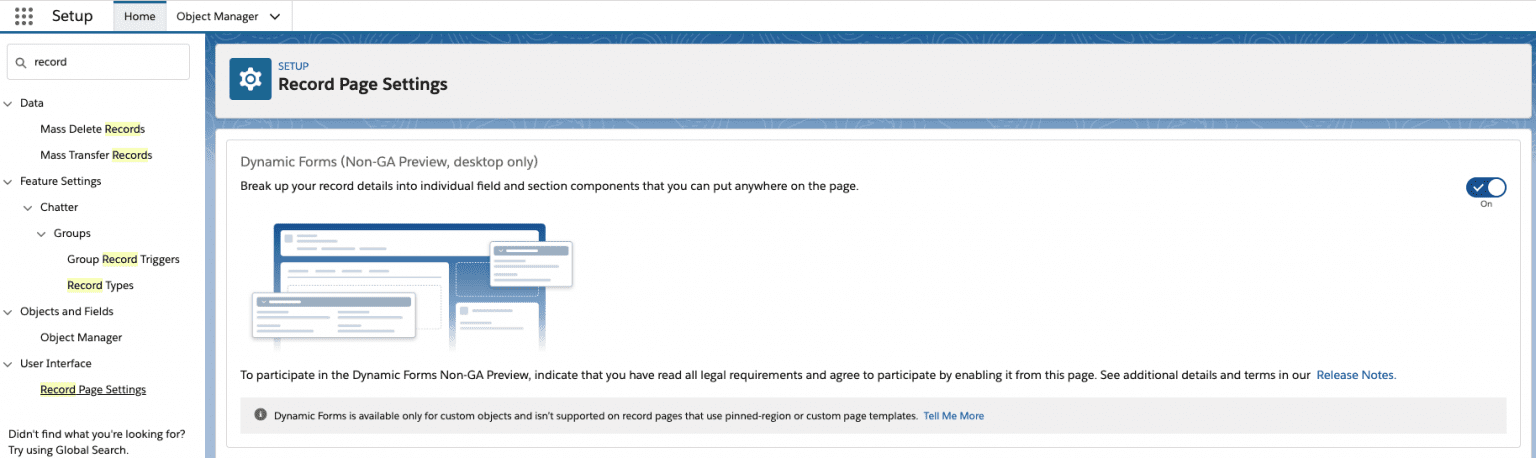 Setup
Home
Object Manager
record
Data
Mass Delete Records
Mass Transfer Records
Feature Settings
Chatter
Groups
Group Record Triggers
Record Types
Objects and Fields
Object Manager
User Interface
Record Page Settings
Didn't find what you're looking for?
Try using Global Search.
SETUP
Record Page Settings
Dynamic Forms (Non-GA Preview, desktop only)
Break up your record details into individual field and section components that you can put anywhere on the page.
On
To participate in the Dynamic Forms Non-GA Preview, indicate that you have read all legal requirements and agree to participate by enabling it from this page. See additional details and terms in our Release Notes.
Dynamic Forms is available only for custom objects and isn't supported on record pages that use pinned-region or custom page templates. Tell Me More